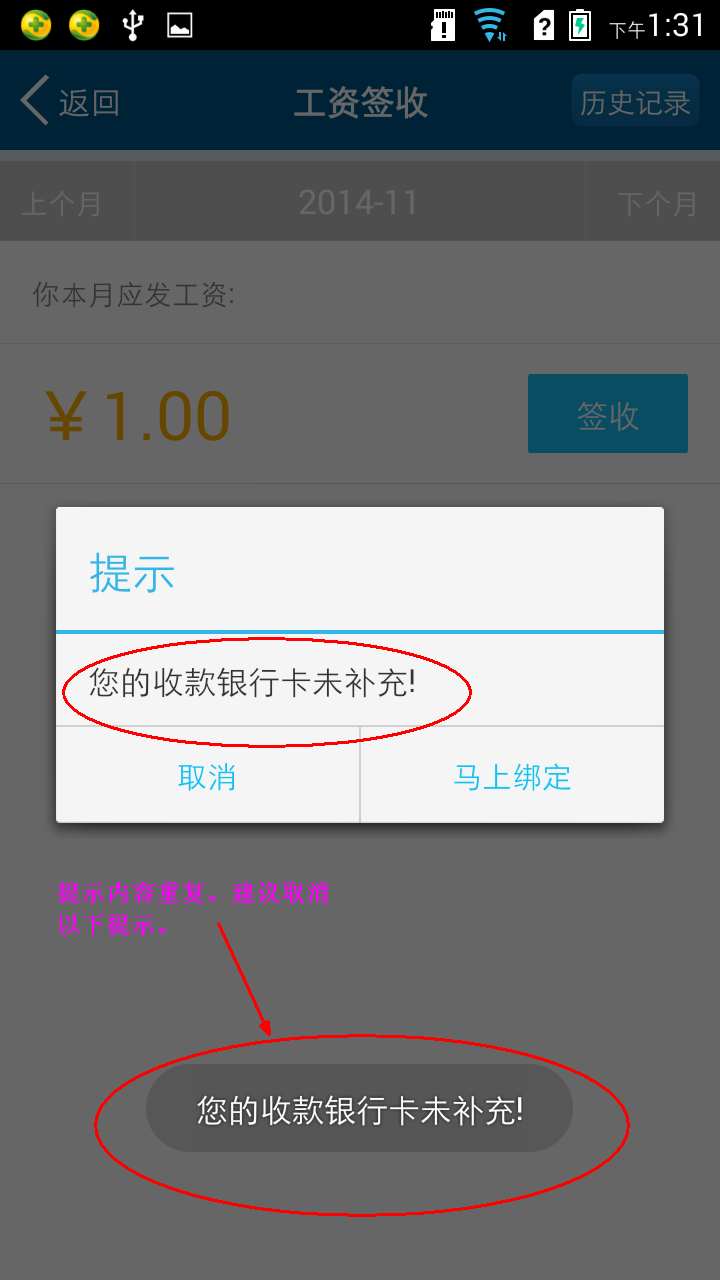 下午1:31
返回
工资签收
历史记录
上个月
2014-11
下个月
你本月应发工资:
¥ 1.00
签收
提示
您的收款银行卡未补充!
取消
马上绑定
提示内容重复。建议取消
以下提示。
您的收款银行卡未补充!